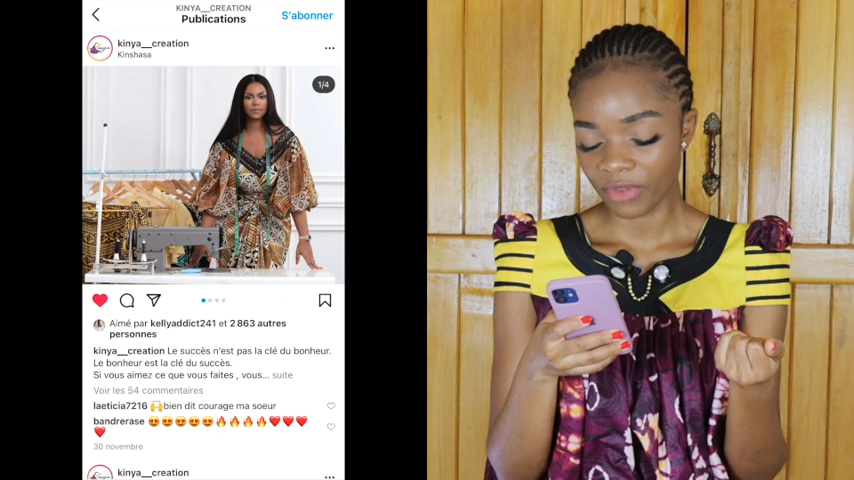 KINYA__CREATION
Publications
S'abonner
kinya__creation
Kinshasa
1/4
Aimé par kellyaddict241 et 2 863 autres
personnes
kinya__creation Le succès n'est pas la clé du bonheur.
Le bonheur est la clé du succès.
Si vous aimez ce que vous faites , vous... suite
Voir les 54 commentaires
laeticia7216 🙌bien dit courage ma soeur
bandrerase 😍😍😍😍😍🔥🔥🔥🔥❤️❤️❤️
❤️
30 novembre
kinya__creation